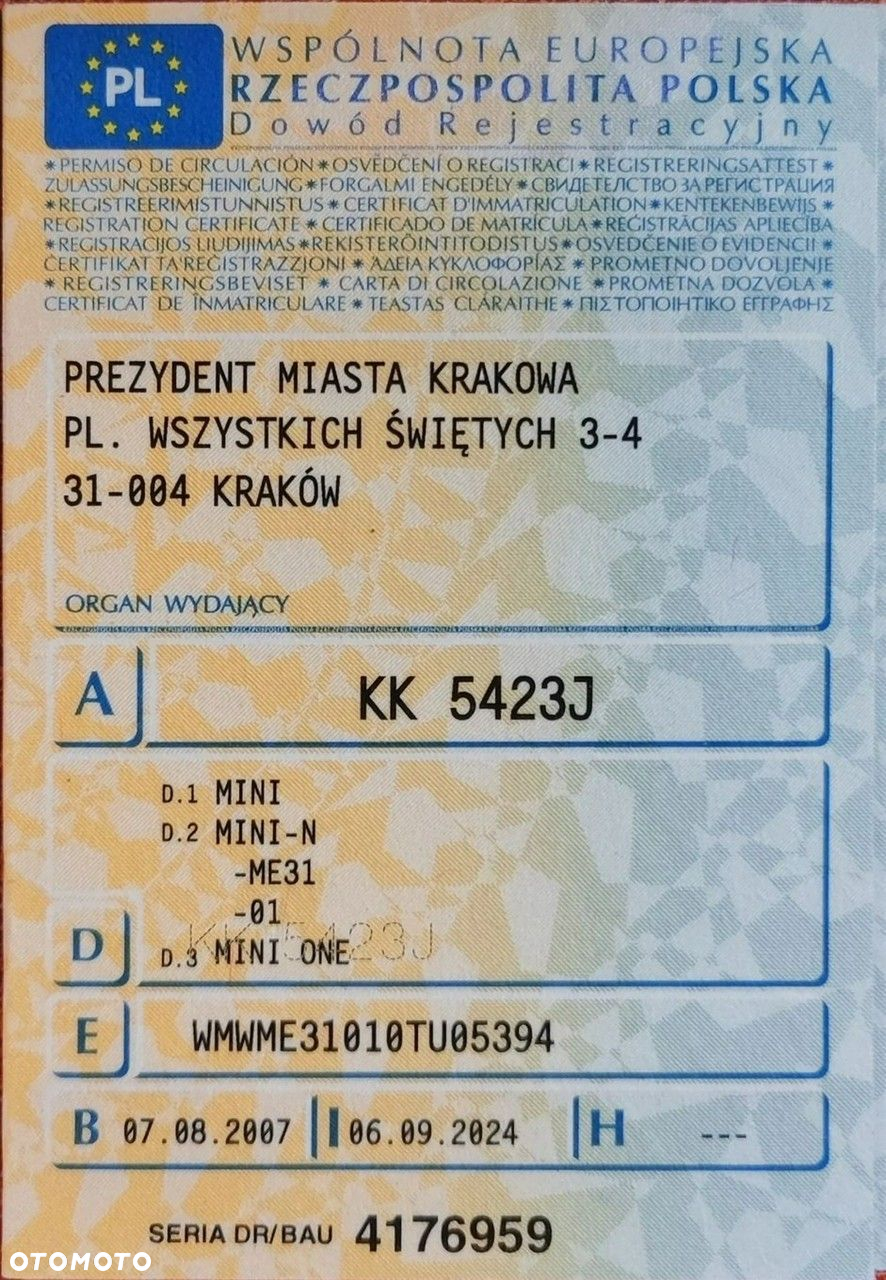 PL
WSPÓLNOTA EUROPEJSKA
RZECZPOSPOLITA POLSKA
Dowód Rejestracyjny
*PERMISO DE CIRCULACIÓN*OSVĚDČENÍ O REGISTRACI*REGISTRERINGSATTEST*
ZULASSUNGSBESCHEINIGUNG*FORGALMI ENGEDÉLY*СВИДЕТЕЛСТВО ЗА РЕГИСТРАЦИЯ
*REGISTREERIMISTUNNISTUS*CERTIFICAT D'IMMATRICULATION*KENTEKENBEWIJS*
REGISTRATION CERTIFICATE*CERTIFICADO DE MATRÍCULA*REĢISTRĀCIJAS APLIECĪBA
*REGISTRACIJOS LIUDIJIMAS*REKISTERÖINTITODISTUS*OSVEDČENIE O EVIDENCII*
ĊERTIFIKAT TA'REĠISTRAZZJONI*ΆΔΕΙΑ ΚΥΚΛΟΦΟΡΊΑΣ*PROMETNO DOVOLJENJE
*REGISTRERINGSBEVISET*CARTA DI CIRCOLAZIONE*PROMETNA DOZVOLA*
CERTIFICAT DE ÎNMATRICULARE*TEASTAS CLÁRAITHE*ΠΙΣΤΟΠΟΙΗΤΙΚΟ ΕΓΓΡΑΦΗΣ
PREZYDENT MIASTA KRAKOWA
PL. WSZYSTKICH ŚWIĘTYCH 3-4
31-004 KRAKÓW
ORGAN WYDAJĄCY
A KK 5423J
D.1 MINI
D.2 MINI-N
-ME31
-01
D D.3 MINI ONE
KK 5423J
E WMWME31010TU05394
B 07.08.2007 I 06.09.2024 H ---
SERIA DR/BAU 4176959
OTOMOTO